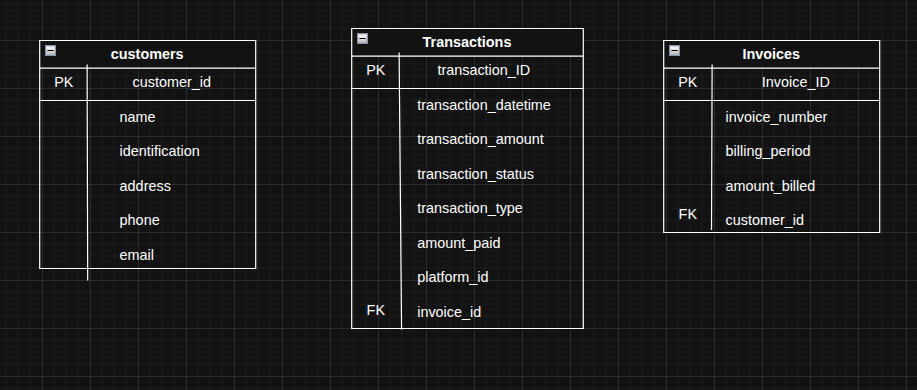 customers
PK customer_id
name
identification
address
phone
email
Transactions
PK transaction_ID
transaction_datetime
transaction_amount
transaction_status
transaction_type
amount_paid
platform_id
FK invoice_id
Invoices
PK Invoice_ID
invoice_number
billing_period
amount_billed
FK customer_id